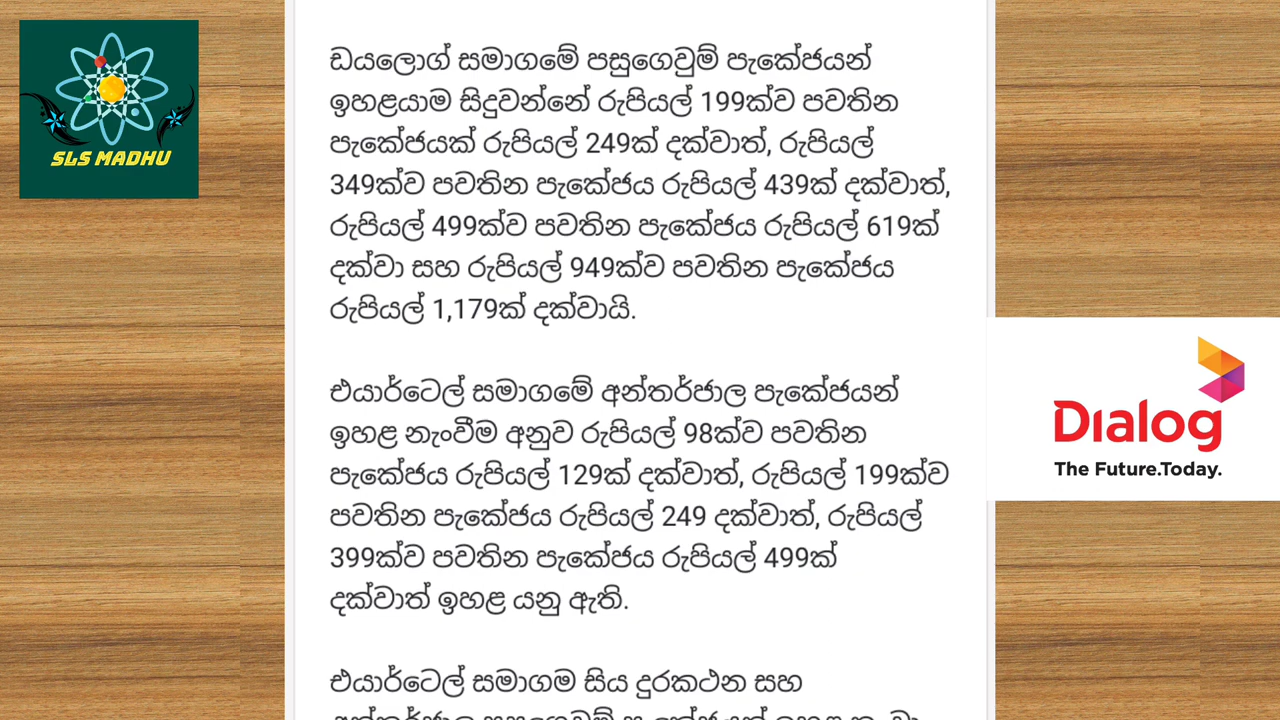 SLS MADHU
ඩයලොග් සමාගමේ පසුගෙවුම් පැකේජයන්
ඉහළයාම සිදුවන්නේ රුපියල් 199ක්ව පවතින
පැකේජයක් රුපියල් 249ක් දක්වාත්, රුපියල්
349ක්ව පවතින පැකේජය රුපියල් 439ක් දක්වාත්,
රුපියල් 499ක්ව පවතින පැකේජය රුපියල් 619ක්
දක්වා සහ රුපියල් 949ක්ව පවතින පැකේජය
රුපියල් 1,179ක් දක්වායි.
එයාර්ටෙල් සමාගමේ අන්තර්ජාල පැකේජයන්
ඉහළ නැංවීම අනුව රුපියල් 98ක්ව පවතින
පැකේජය රුපියල් 129ක් දක්වාත්, රුපියල් 199ක්ව
පවතින පැකේජය රුපියල් 249 දක්වාත්, රුපියල්
399ක්ව පවතින පැකේජය රුපියල් 499ක්
දක්වාත් ඉහළ යනු ඇති.
එයාර්ටෙල් සමාගම සිය දුරකථන සහ
Dialog
The Future.Today.